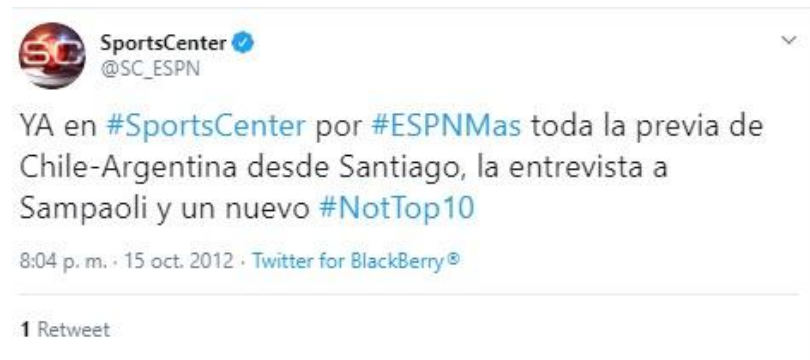 SC
SportsCenter
@SC_ESPN
YA en #SportsCenter por #ESPNMas toda la previa de
Chile-Argentina desde Santiago, la entrevista a
Sampaoli y un nuevo #NotTop10
8:04 p. m. · 15 oct. 2012 · Twitter for BlackBerry®
1 Retweet